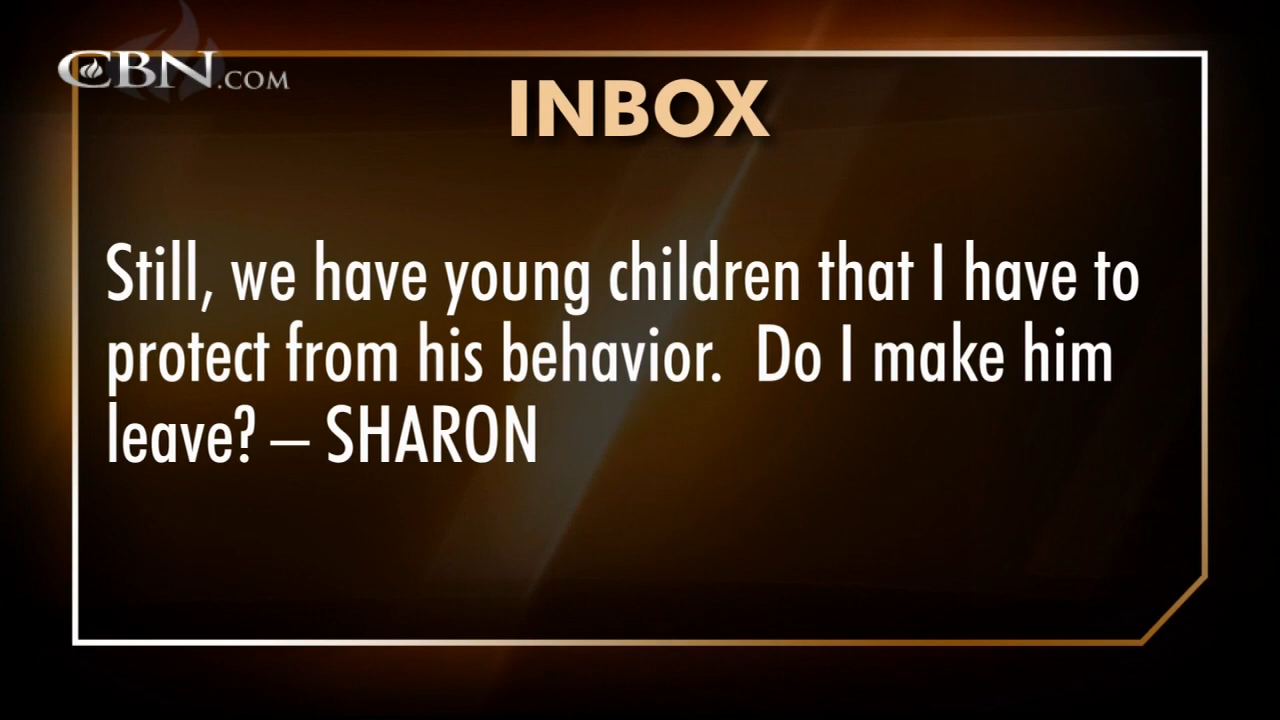 CBN.COM
INBOX
Still, we have young children that I have to
protect from his behavior.  Do I make him
leave? – SHARON